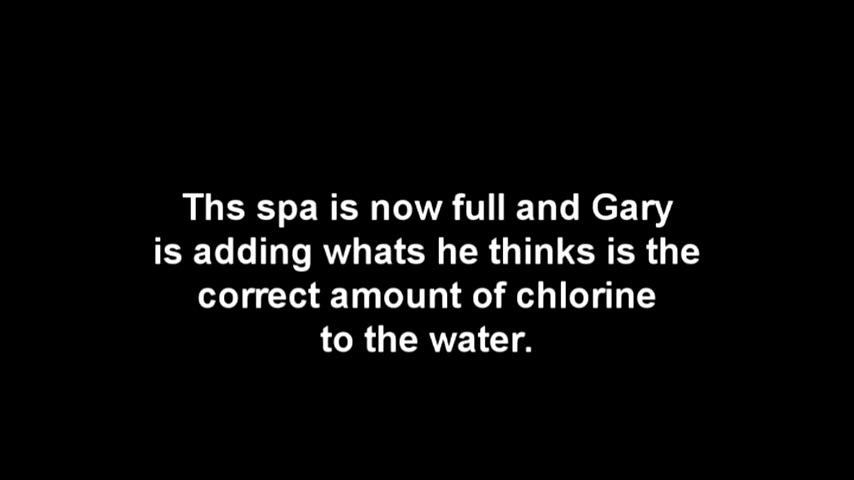 Ths spa is now full and Gary
is adding whats he thinks is the
correct amount of chlorine
to the water.